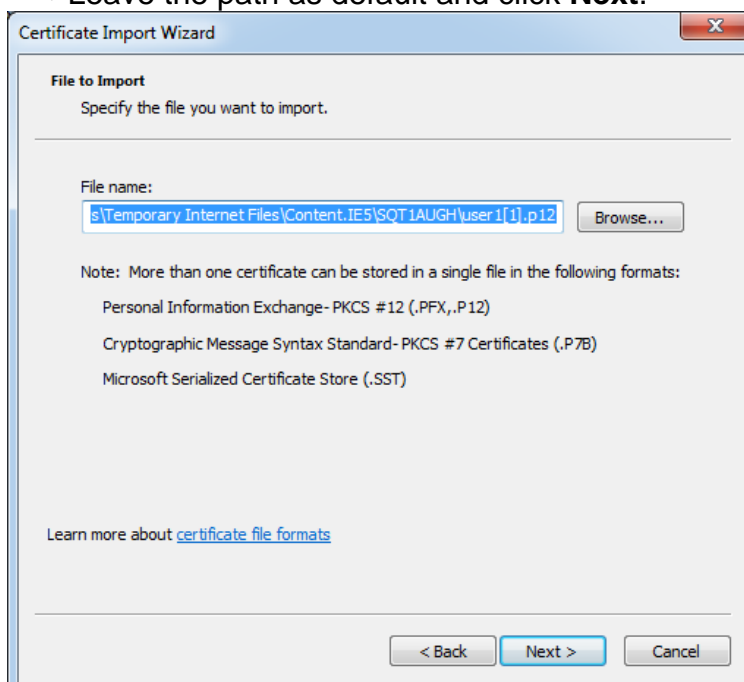 • Leave the path as default and click Next.
Certificate Import Wizard
File to Import
Specify the file you want to import.
File name:
s\Temporary Internet Files\Content.IE5\SQT1AUGH\user1[1].p12
Browse...
Note: More than one certificate can be stored in a single file in the following formats:
Personal Information Exchange- PKCS #12 (.PFX,.P12)
Cryptographic Message Syntax Standard- PKCS #7 Certificates (.P7B)
Microsoft Serialized Certificate Store (.SST)
Learn more about certificate file formats
< Back
Next >
Cancel